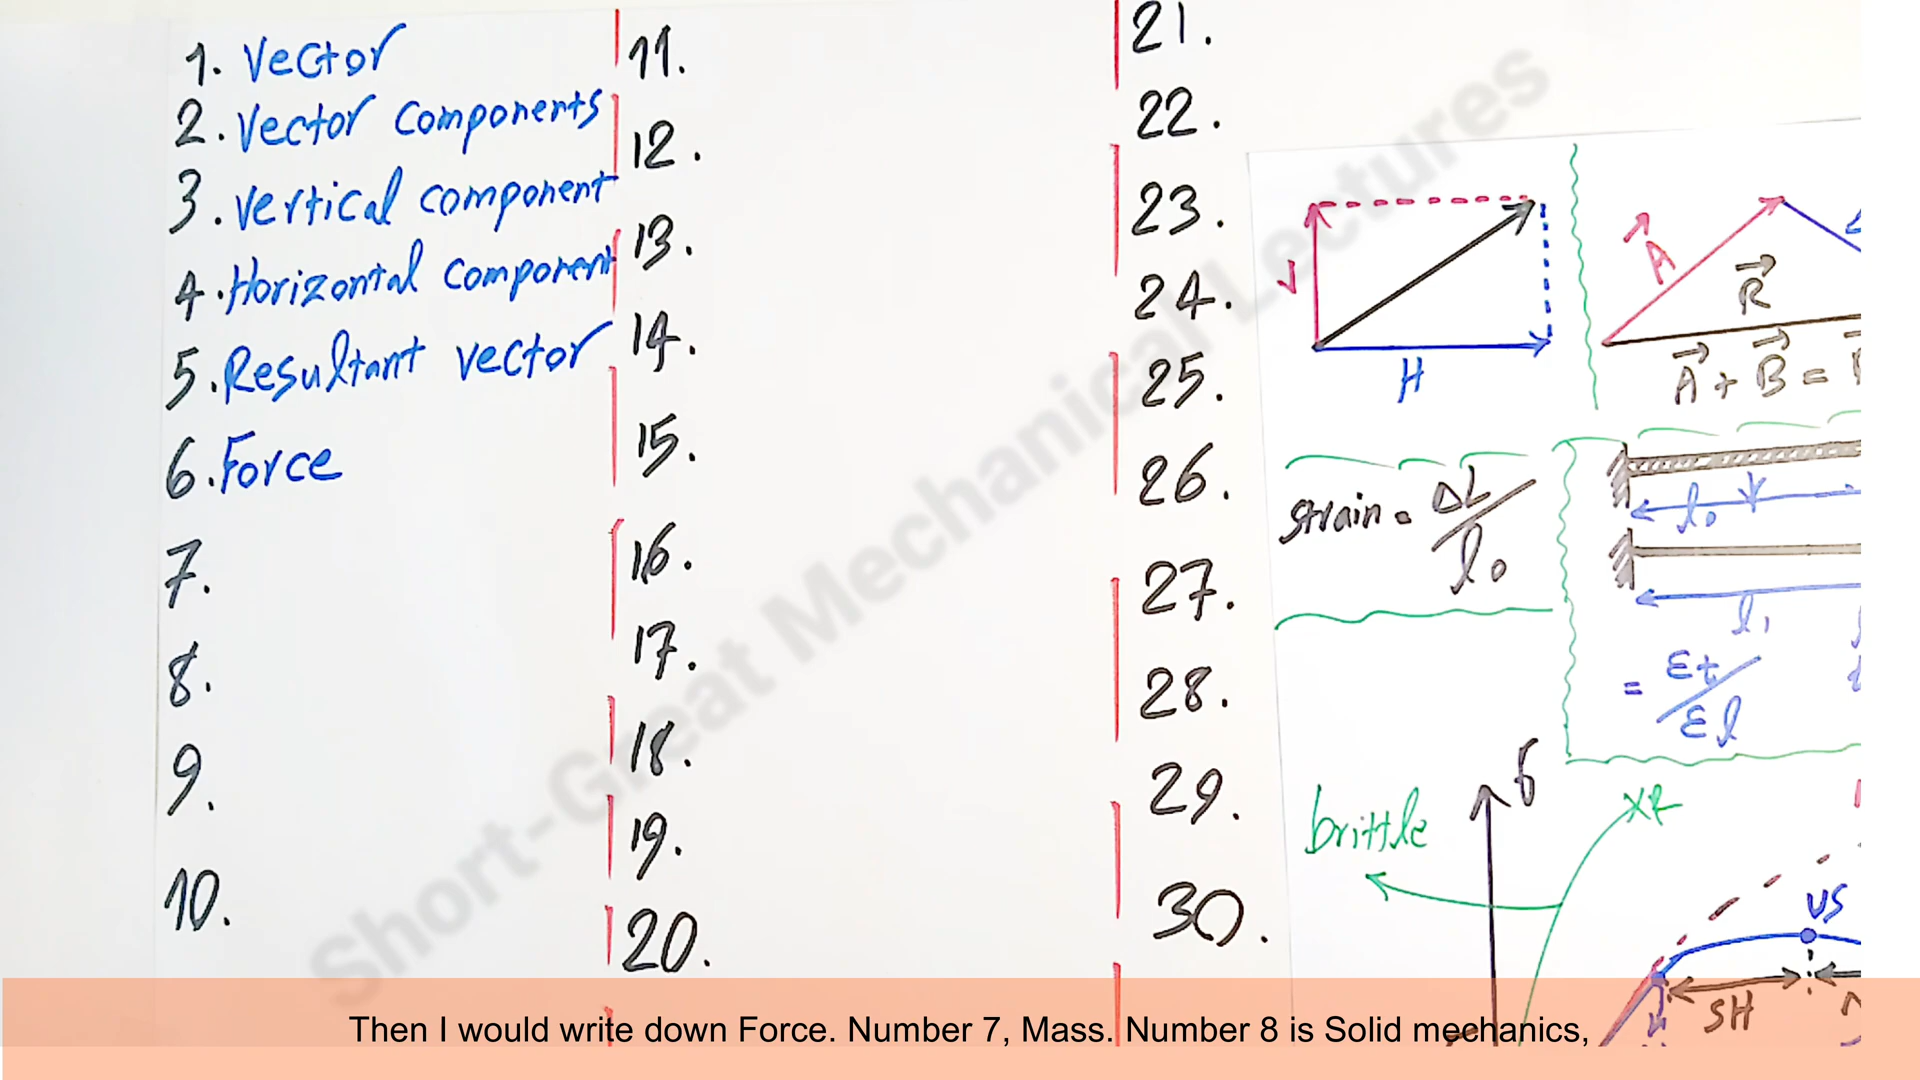 1. Vector
2. Vector components
3. Vertical component
4. Horizontal component
5. Resultant vector
6. Force
7.
8.
9.
10.
11.
12.
13.
14.
15.
16.
17.
18.
19.
20.
21.
22.
23.
24.
25.
26.
27.
28.
29.
30.
V
H
A
R
A + B =
strain = ΔL/l₀
l₀
l₁
= εt/εl
brittle
σ
XR
US
SH
Short-Great Mechanical Lectures
Then I would write down Force. Number 7, Mass. Number 8 is Solid mechanics,